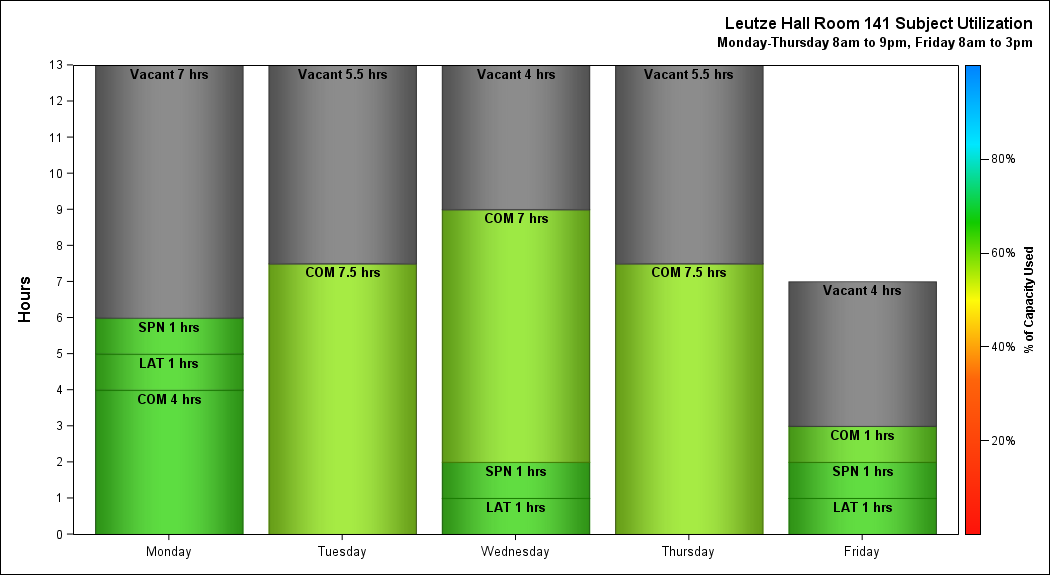 Leutze Hall Room 141 Subject Utilization
Monday-Thursday 8am to 9pm, Friday 8am to 3pm
Hours
13
12
11
10
9
8
7
6
5
4
3
2
1
0
Vacant 7 hrs
SPN 1 hrs
LAT 1 hrs
COM 4 hrs
Monday
Vacant 5.5 hrs
COM 7.5 hrs
Tuesday
Vacant 4 hrs
COM 7 hrs
SPN 1 hrs
LAT 1 hrs
Wednesday
Vacant 5.5 hrs
COM 7.5 hrs
Thursday
Vacant 4 hrs
COM 1 hrs
SPN 1 hrs
LAT 1 hrs
Friday
80%
60%
40%
20%
% of Capacity Used